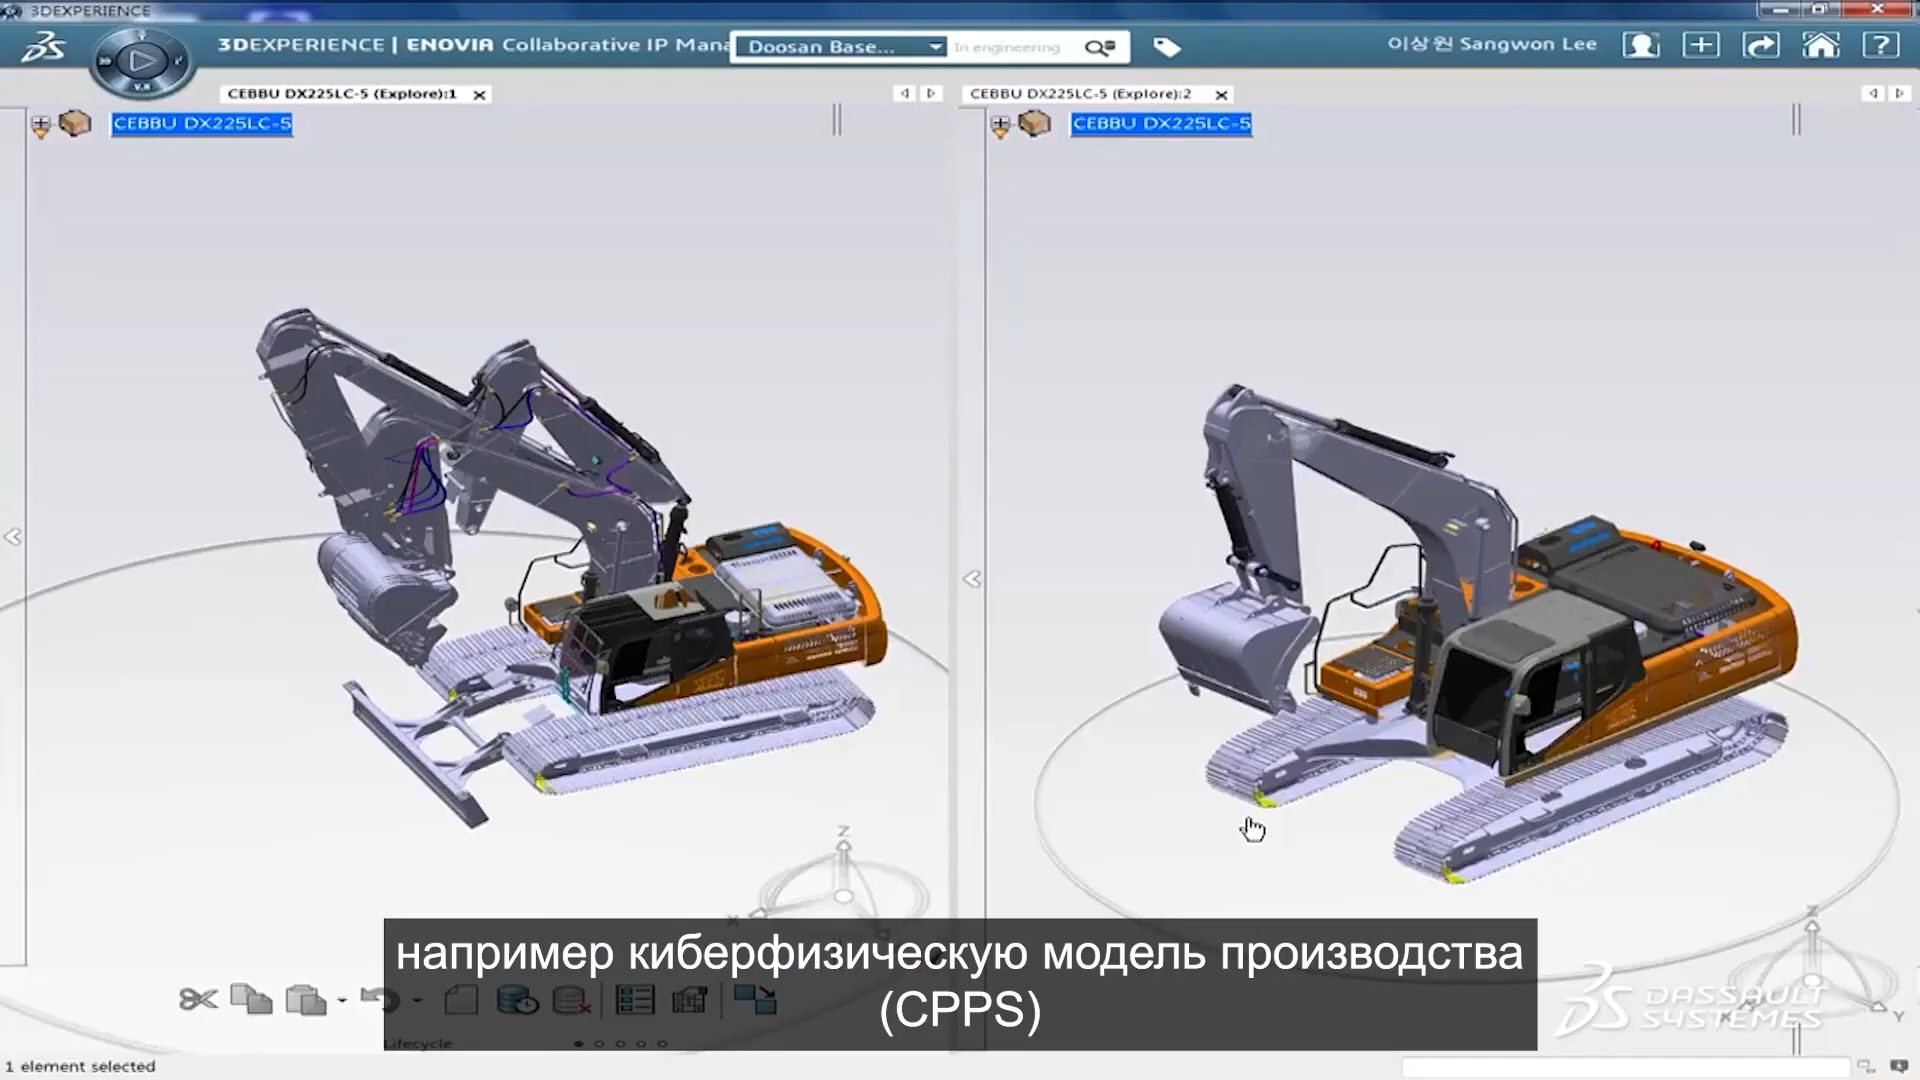 3DEXPERIENCE
3DEXPERIENCE | ENOVIA Collaborative IP Mana
Doosan Base...
In engineering
이상원 Sangwon Lee
CEBBU DX225LC-5 (Explore):1
CEBBU DX225LC-5 (Explore):2
CEBBU DX225LC-5
CEBBU DX225LC-5
V.R
Z
X
Z
X
Y
например киберфизическую модель производства
(CPPS)
DASSAULT
SYSTEMES
Lifecycle
1 element selected